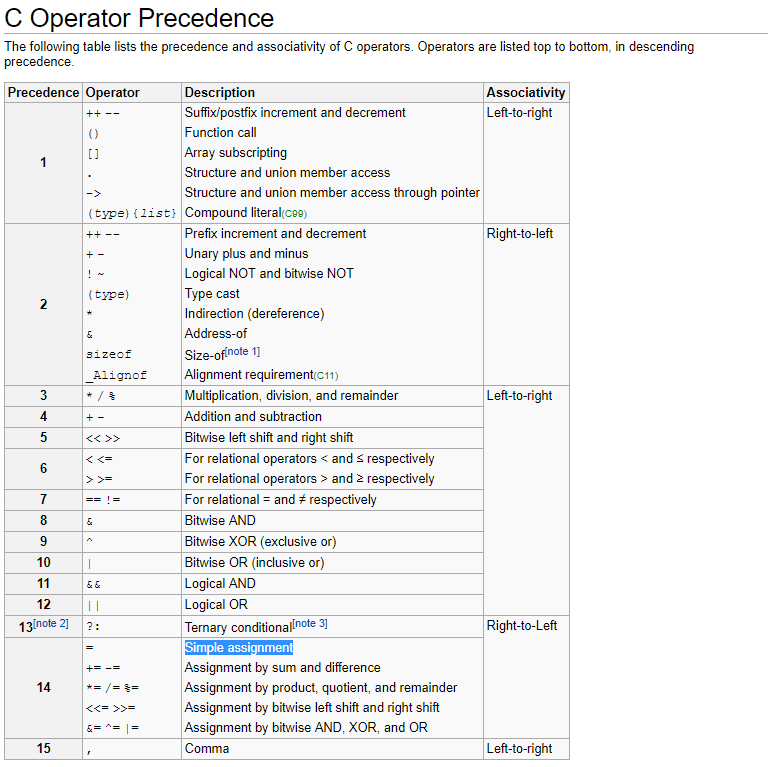 C Operator Precedence
The following table lists the precedence and associativity of C operators. Operators are listed top to bottom, in descending
precedence.
Precedence Operator Description Associativity
1 ++ -- Suffix/postfix increment and decrement Left-to-right
() Function call
[] Array subscripting
. Structure and union member access
-> Structure and union member access through pointer
(type){list} Compound literal(C99)
2 ++ -- Prefix increment and decrement Right-to-left
+ - Unary plus and minus
! ~ Logical NOT and bitwise NOT
(type) Type cast
* Indirection (dereference)
& Address-of
sizeof Size-of[note 1]
_Alignof Alignment requirement(C11)
3 * / % Multiplication, division, and remainder Left-to-right
4 + - Addition and subtraction
5 << >> Bitwise left shift and right shift
6 < <= For relational operators < and ≤ respectively
> >= For relational operators > and ≥ respectively
7 == != For relational = and ≠ respectively
8 & Bitwise AND
9 ^ Bitwise XOR (exclusive or)
10 | Bitwise OR (inclusive or)
11 && Logical AND
12 || Logical OR
13[note 2] ?: Ternary conditional[note 3] Right-to-Left
14 = Simple assignment
+= -= Assignment by sum and difference
*= /= %= Assignment by product, quotient, and remainder
<<= >>= Assignment by bitwise left shift and right shift
&= ^= |= Assignment by bitwise AND, XOR, and OR
15 , Comma Left-to-right